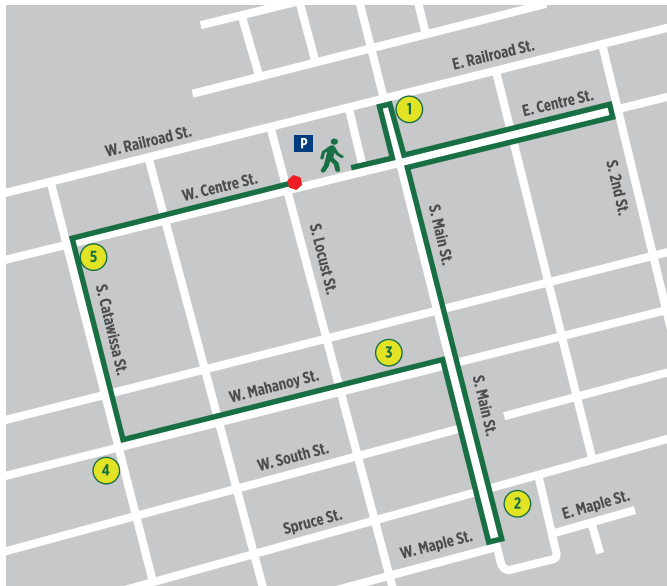 E. Railroad St.
1
E. Centre St.
W. Railroad St.
P
W. Centre St.
S. 2nd St.
S. Main St.
S. Locust St.
5
S. Catawissa St.
3
W. Mahanoy St.
S. Main St.
W. South St.
4
2
E. Maple St.
Spruce St.
W. Maple St.